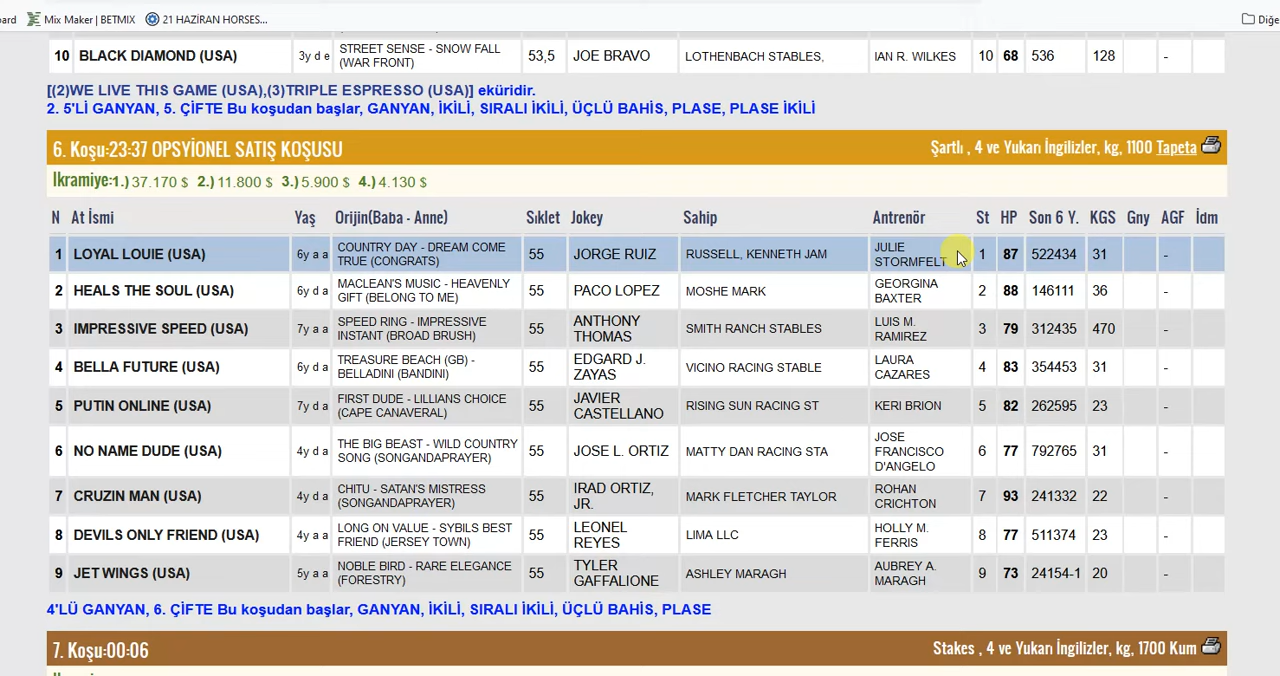 ard Mix Maker | BETMIX 21 HAZİRAN HORSES... Diğe
10 BLACK DIAMOND (USA) 3y d e STREET SENSE - SNOW FALL (WAR FRONT) 53,5 JOE BRAVO LOTHENBACH STABLES, IAN R. WILKES 10 68 536 128 -
[(2)WE LIVE THIS GAME (USA),(3)TRIPLE ESPRESSO (USA)] eküridir.
2. 5'Lİ GANYAN, 5. ÇİFTE Bu koşudan başlar, GANYAN, İKİLİ, SIRALI İKİLİ, ÜÇLÜ BAHİS, PLASE, PLASE İKİLİ
6. Koşu:23:37 OPSYİONEL SATIŞ KOŞUSU Şartlı , 4 ve Yukarı İngilizler, kg, 1100 Tapeta
Ikramiye:1.) 37.170 $ 2.) 11.800 $ 3.) 5.900 $ 4.) 4.130 $
N At İsmi Yaş Orijin(Baba - Anne) Sıklet Jokey Sahip Antrenör St HP Son 6 Y. KGS Gny AGF İdm
1 LOYAL LOUIE (USA) 6y a a COUNTRY DAY - DREAM COME TRUE (CONGRATS) 55 JORGE RUIZ RUSSELL, KENNETH JAM JULIE STORMFELT 1 87 522434 31 -
2 HEALS THE SOUL (USA) 6y d a MACLEAN'S MUSIC - HEAVENLY GIFT (BELONG TO ME) 55 PACO LOPEZ MOSHE MARK GEORGINA BAXTER 2 88 146111 36 -
3 IMPRESSIVE SPEED (USA) 7y a a SPEED RING - IMPRESSIVE INSTANT (BROAD BRUSH) 55 ANTHONY THOMAS SMITH RANCH STABLES LUIS M. RAMIREZ 3 79 312435 470 -
4 BELLA FUTURE (USA) 6y d a TREASURE BEACH (GB) - BELLADINI (BANDINI) 55 EDGARD J. ZAYAS VICINO RACING STABLE LAURA CAZARES 4 83 354453 31 -
5 PUTIN ONLINE (USA) 7y d a FIRST DUDE - LILLIANS CHOICE (CAPE CANAVERAL) 55 JAVIER CASTELLANO RISING SUN RACING ST KERI BRION 5 82 262595 23 -
6 NO NAME DUDE (USA) 4y d a THE BIG BEAST - WILD COUNTRY SONG (SONGANDAPRAYER) 55 JOSE L. ORTIZ MATTY DAN RACING STA JOSE FRANCISCO D'ANGELO 6 77 792765 31 -
7 CRUZIN MAN (USA) 4y d a CHITU - SATAN'S MISTRESS (SONGANDAPRAYER) 55 IRAD ORTIZ, JR. MARK FLETCHER TAYLOR ROHAN CRICHTON 7 93 241332 22 -
8 DEVILS ONLY FRIEND (USA) 4y a a LONG ON VALUE - SYBILS BEST FRIEND (JERSEY TOWN) 55 LEONEL REYES LIMA LLC HOLLY M. FERRIS 8 77 511374 23 -
9 JET WINGS (USA) 5y a a NOBLE BIRD - RARE ELEGANCE (FORESTRY) 55 TYLER GAFFALIONE ASHLEY MARAGH AUBREY A. MARAGH 9 73 24154-1 20 -
4'LÜ GANYAN, 6. ÇİFTE Bu koşudan başlar, GANYAN, İKİLİ, SIRALI İKİLİ, ÜÇLÜ BAHİS, PLASE
7. Koşu:00:06 Stakes , 4 ve Yukarı İngilizler, kg, 1700 Kum